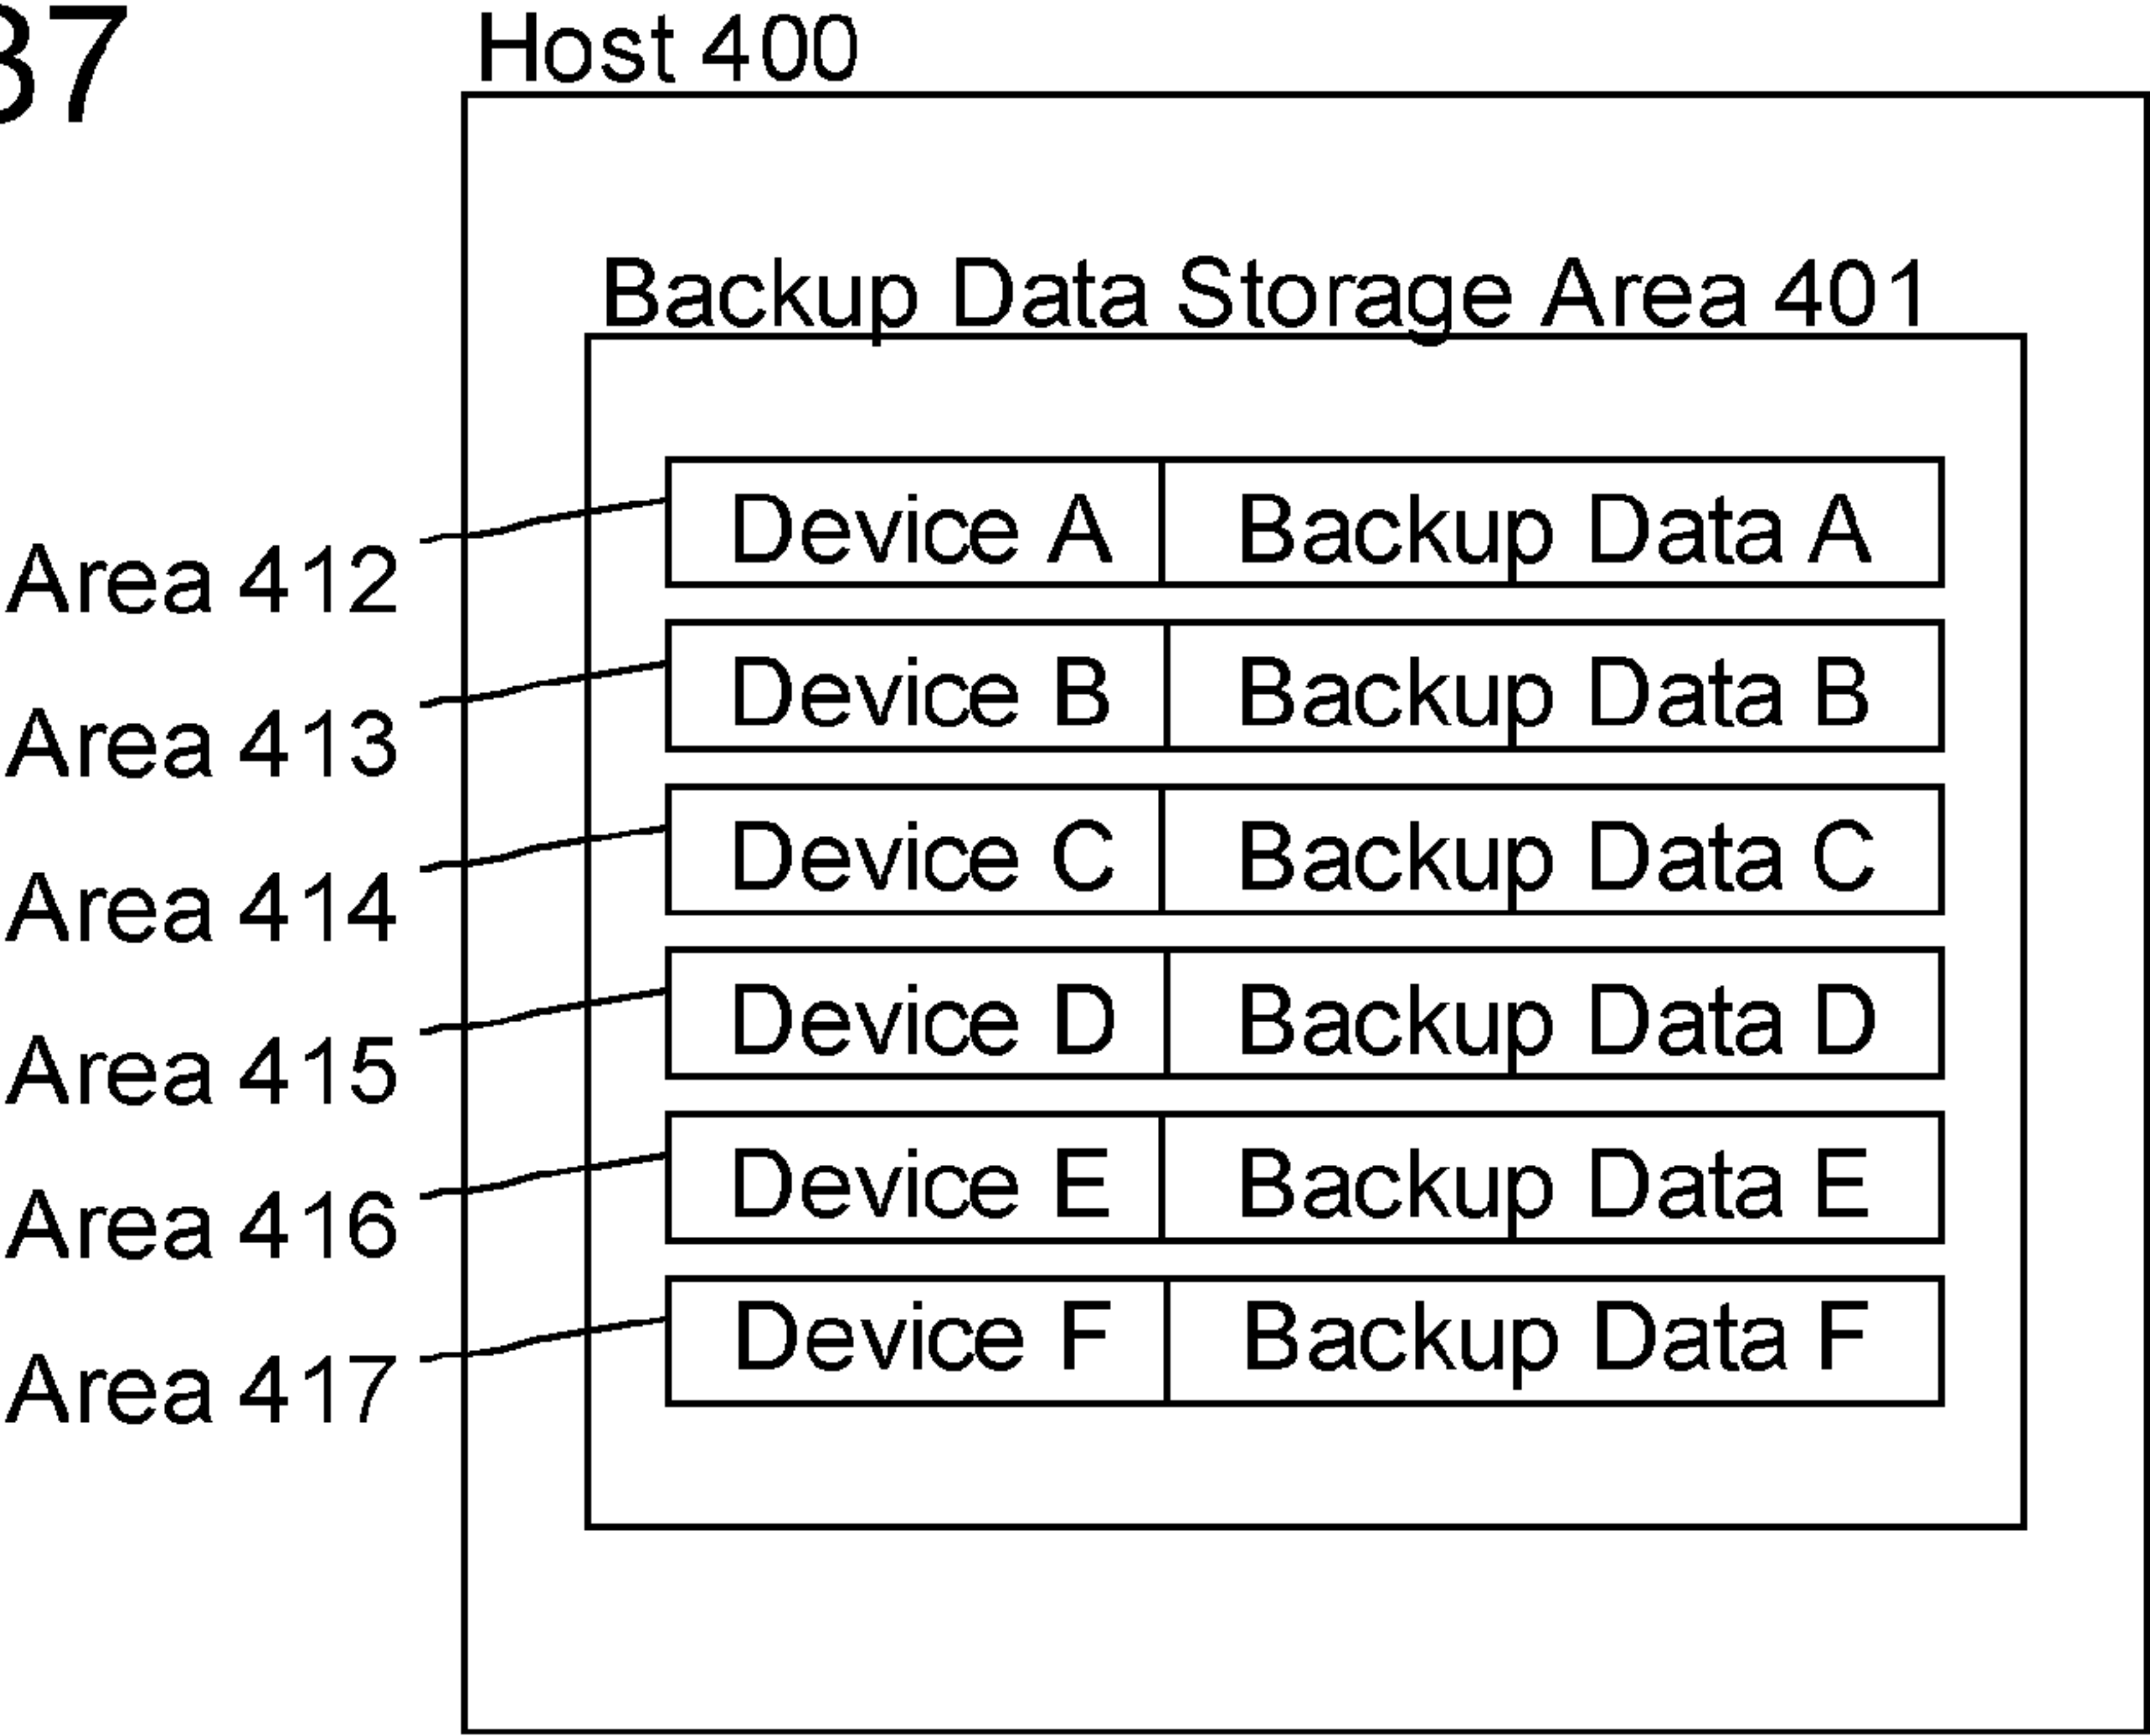 37
Host 400
Backup Data Storage Area 401
Device A Backup Data A
Area 412
Device B Backup Data B
Area 413
Device C Backup Data C
Area 414
Device D Backup Data D
Area 415
Device E Backup Data E
Area 416
Device F Backup Data F
Area 417